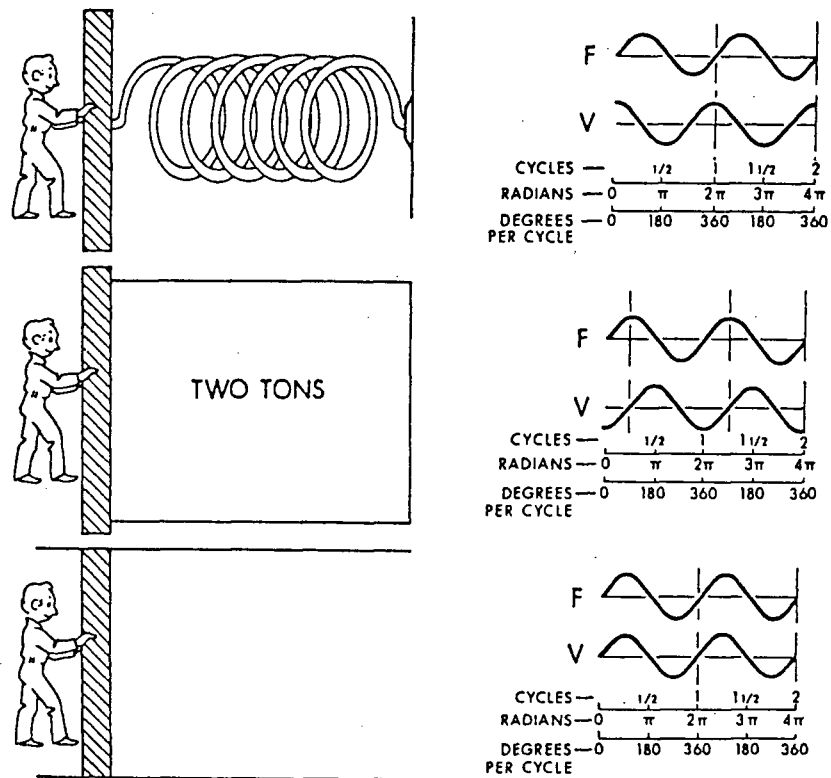 F
V
CYCLES — 1/2 1 1 1/2 2
RADIANS — 0 π 2π 3π 4π
DEGREES — 0 180 360 180 360
PER CYCLE
TWO TONS
F
V
CYCLES — 1/2 1 1 1/2 2
RADIANS — 0 π 2π 3π 4π
DEGREES — 0 180 360 180 360
PER CYCLE
F
V
CYCLES — 1/2 1 1 1/2 2
RADIANS — 0 π 2π 3π 4π
DEGREES — 0 180 360 180 360
PER CYCLE